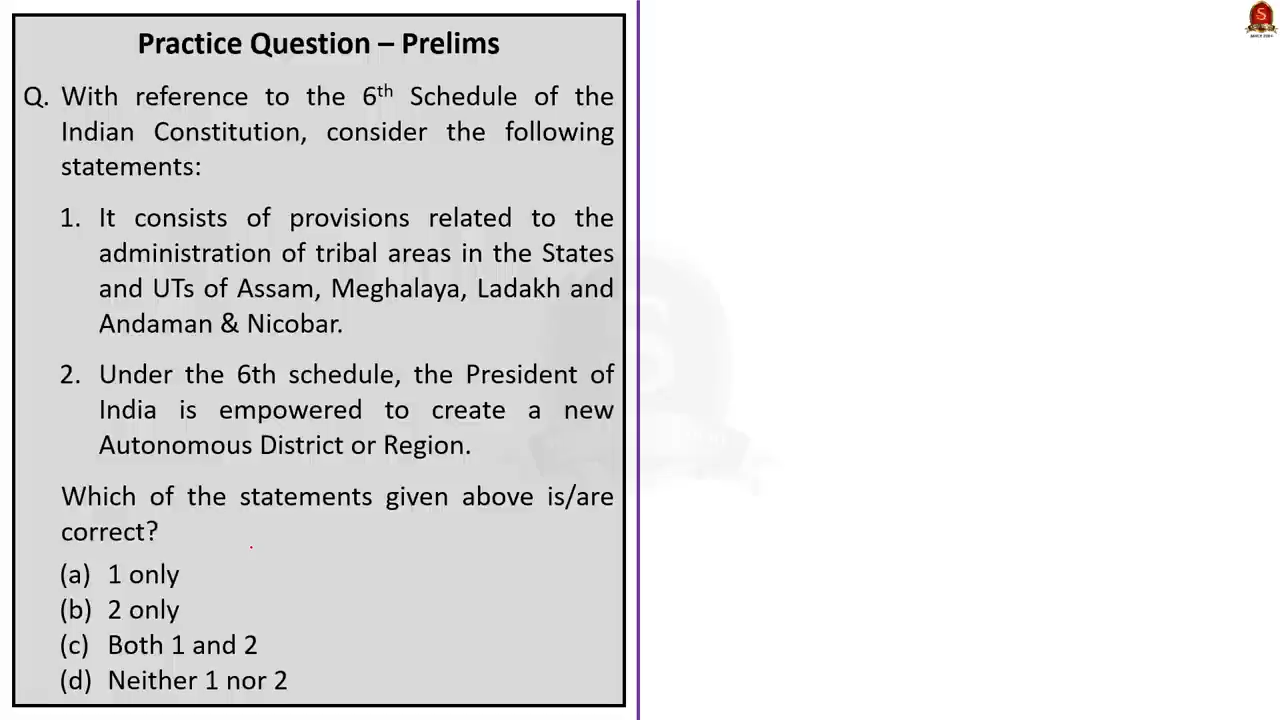 Practice Question – Prelims
Q. With reference to the 6th Schedule of the
Indian Constitution, consider the following
statements:
1. It consists of provisions related to the
administration of tribal areas in the States
and UTs of Assam, Meghalaya, Ladakh and
Andaman & Nicobar.
2. Under the 6th schedule, the President of
India is empowered to create a new
Autonomous District or Region.
Which of the statements given above is/are
correct?
(a) 1 only
(b) 2 only
(c) Both 1 and 2
(d) Neither 1 nor 2
S